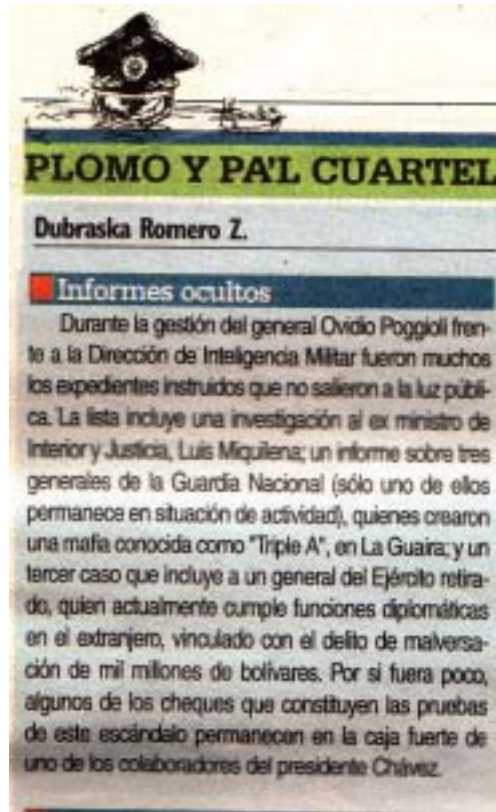 PLOMO Y PA'L CUARTEL
Dubraska Romero Z.
Informes ocultos
Durante la gestión del general Ovidio Poggioli fren-
te a la Dirección de Inteligencia Militar fueron muchos
los expedientes instruidos que no salieron a la luz públi-
ca. La lista incluye una investigación al ex ministro de
Interior y Justicia, Luis Miquilena; un informe sobre tres
generales de la Guardia Nacional (sólo uno de ellos
permanece en situación de actividad), quienes crearon
una mafia conocida como "Triple A", en La Guaira; y un
tercer caso que incluye a un general del Ejército retira-
do, quien actualmente cumple funciones diplomáticas
en el extranjero, vinculado con el delito de malversa-
ción de mil millones de bolívares. Por si fuera poco,
algunos de los cheques que constituyen las pruebas
de este escándalo permanecen en la caja fuerte de
uno de los colaboradores del presidente Chávez.